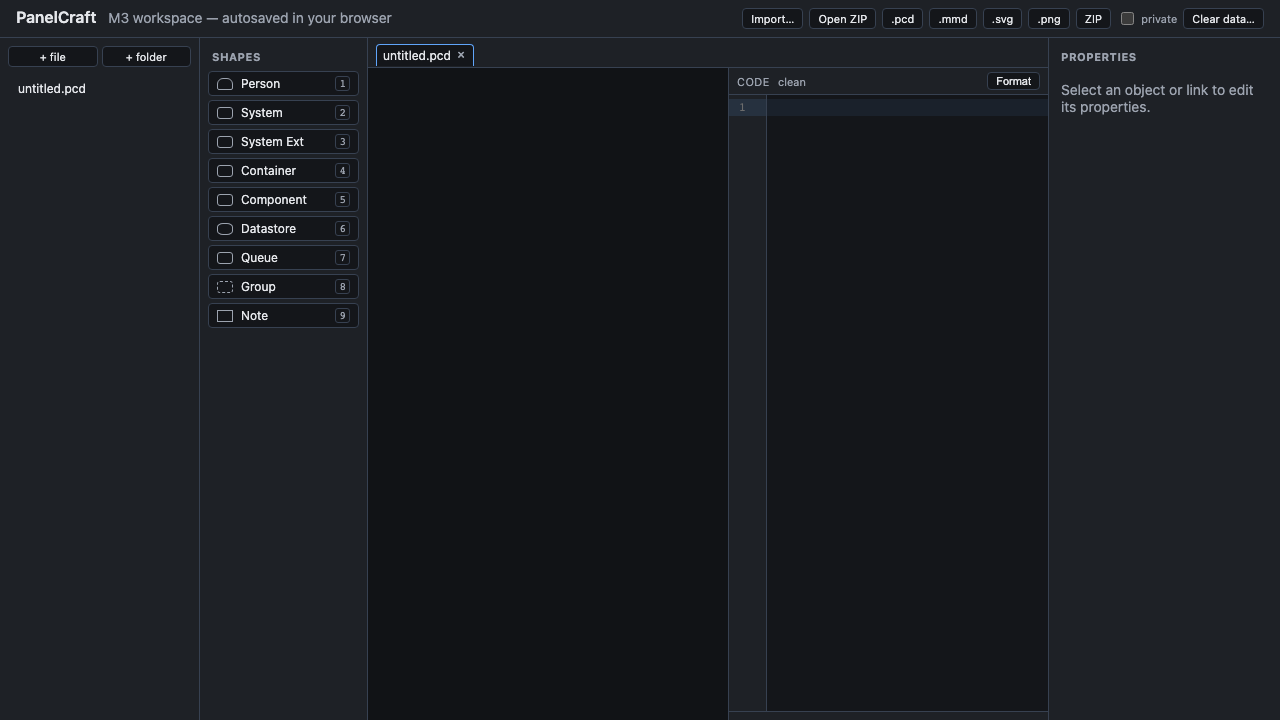 PanelCraft M3 workspace — autosaved in your browser Import... Open ZIP .pcd .mmd .svg .png ZIP private Clear data...
+ file + folder
untitled.pcd
SHAPES
Person 1
System 2
System Ext 3
Container 4
Component 5
Datastore 6
Queue 7
Group 8
Note 9
untitled.pcd ×
CODE clean Format
1
PROPERTIES
Select an object or link to edit
its properties.